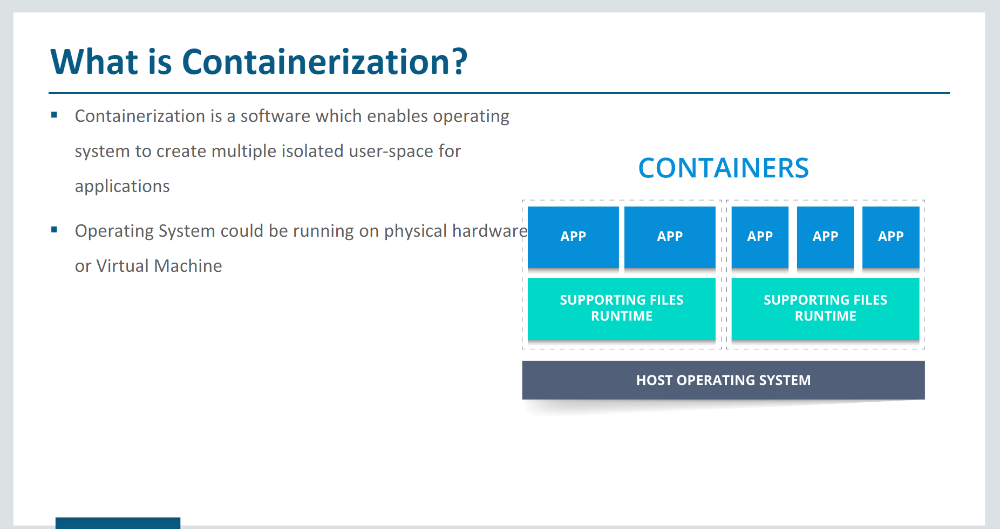 What is Containerization?
▪ Containerization is a software which enables operating
system to create multiple isolated user-space for
applications
▪ Operating System could be running on physical hardware
or Virtual Machine
CONTAINERS
APP APP APP APP APP
SUPPORTING FILES
RUNTIME
SUPPORTING FILES
RUNTIME
HOST OPERATING SYSTEM